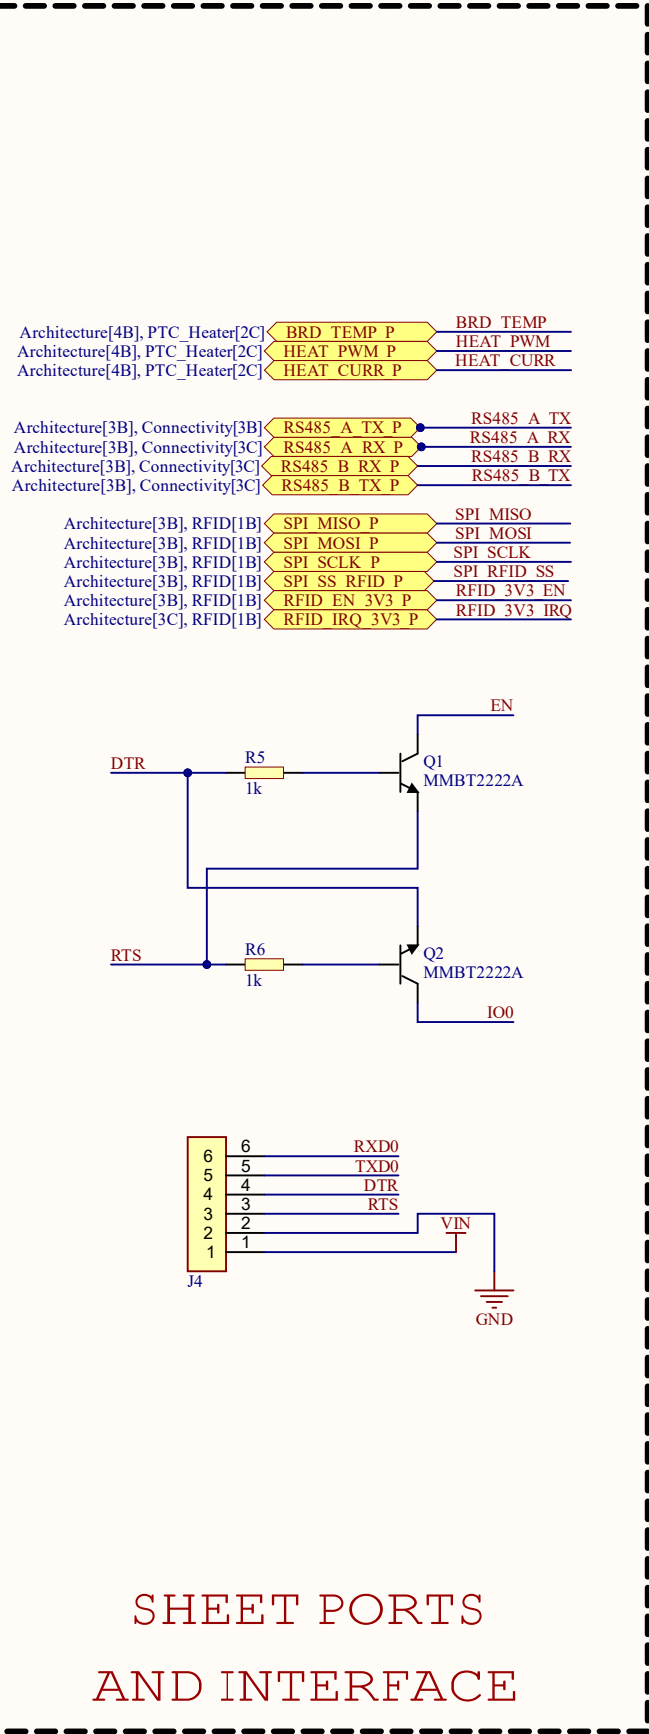 Architecture[4B], PTC_Heater[2C] BRD_TEMP_P BRD_TEMP
Architecture[4B], PTC_Heater[2C] HEAT_PWM_P HEAT_PWM
Architecture[4B], PTC_Heater[2C] HEAT_CURR_P HEAT_CURR
Architecture[3B], Connectivity[3B] RS485_A_TX_P RS485_A_TX
Architecture[3B], Connectivity[3C] RS485_A_RX_P RS485_A_RX
Architecture[3B], Connectivity[3C] RS485_B_RX_P RS485_B_RX
Architecture[3B], Connectivity[3C] RS485_B_TX_P RS485_B_TX
Architecture[3B], RFID[1B] SPI_MISO_P SPI_MISO
Architecture[3B], RFID[1B] SPI_MOSI_P SPI_MOSI
Architecture[3B], RFID[1B] SPI_SCLK_P SPI_SCLK
Architecture[3B], RFID[1B] SPI_SS_RFID_P SPI_RFID_SS
Architecture[3B], RFID[1B] RFID_EN_3V3_P RFID_3V3_EN
Architecture[3C], RFID[1B] RFID_IRQ_3V3_P RFID_3V3_IRQ
EN
DTR R5 Q1
1k MMBT2222A
RTS R6 Q2
1k MMBT2222A
IO0
6 6 RXD0
5 5 TXD0
4 4 DTR
3 3 RTS
2 2 VIN
1 1
J4
GND
SHEET PORTS
AND INTERFACE